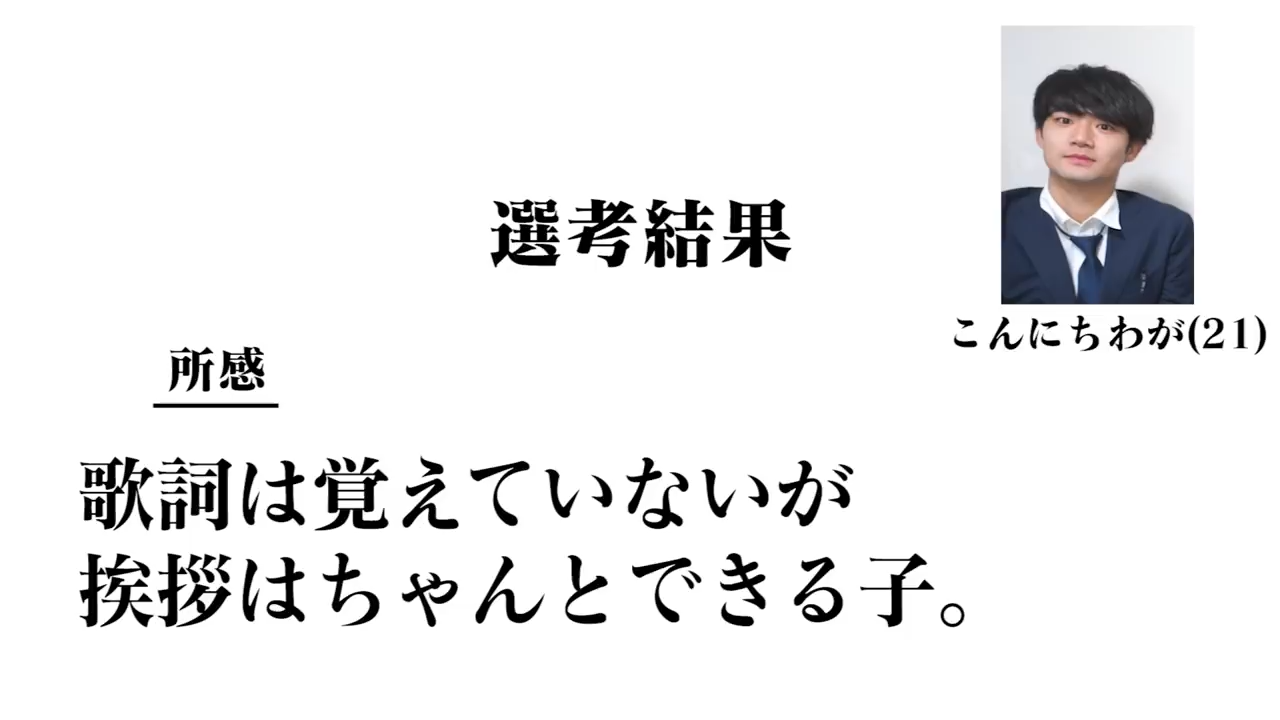 選考結果
こんにちわが(21)
所感
歌詞は覚えていないが
挨拶はちゃんとできる子。